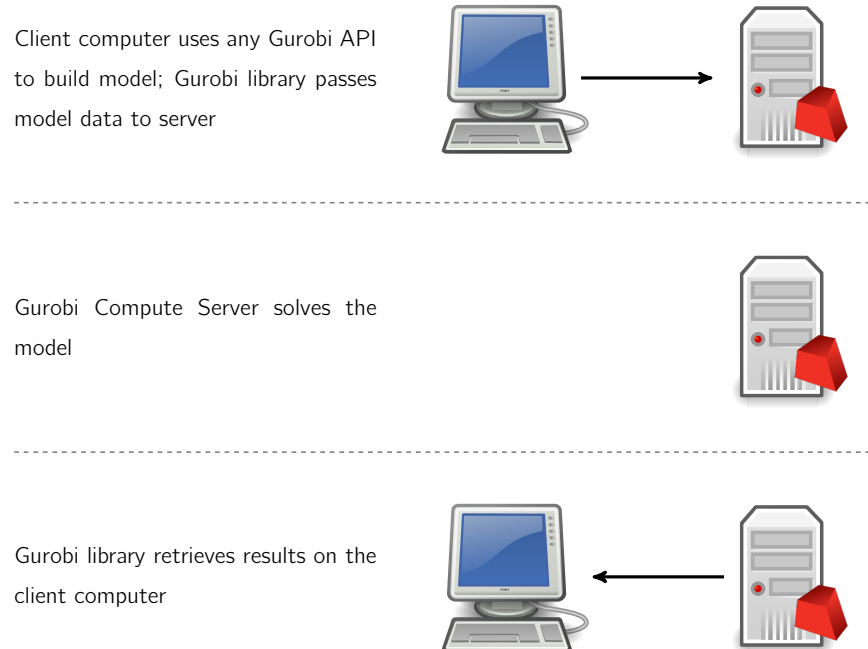 Client computer uses any Gurobi API
to build model; Gurobi library passes
model data to server
Gurobi Compute Server solves the
model
Gurobi library retrieves results on the
client computer